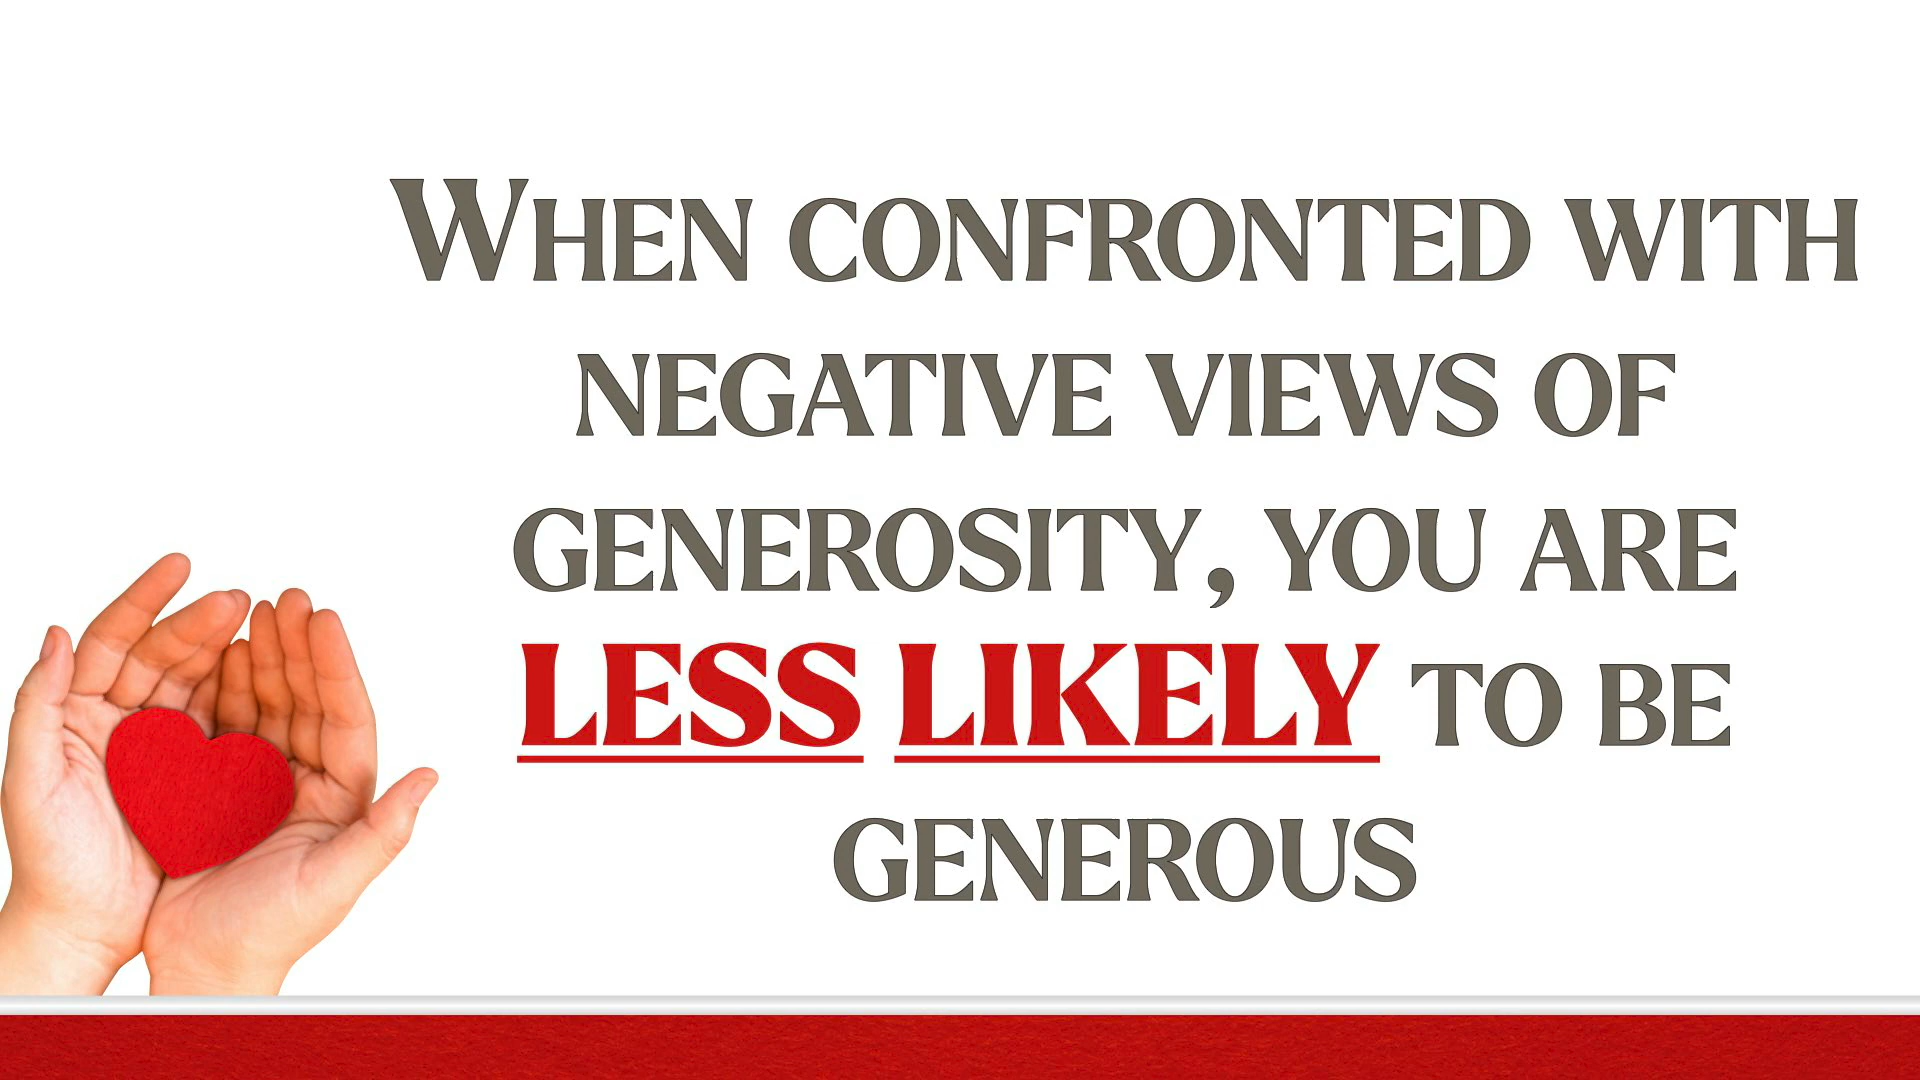 When confronted with
negative views of
generosity, you are
less likely to be
generous